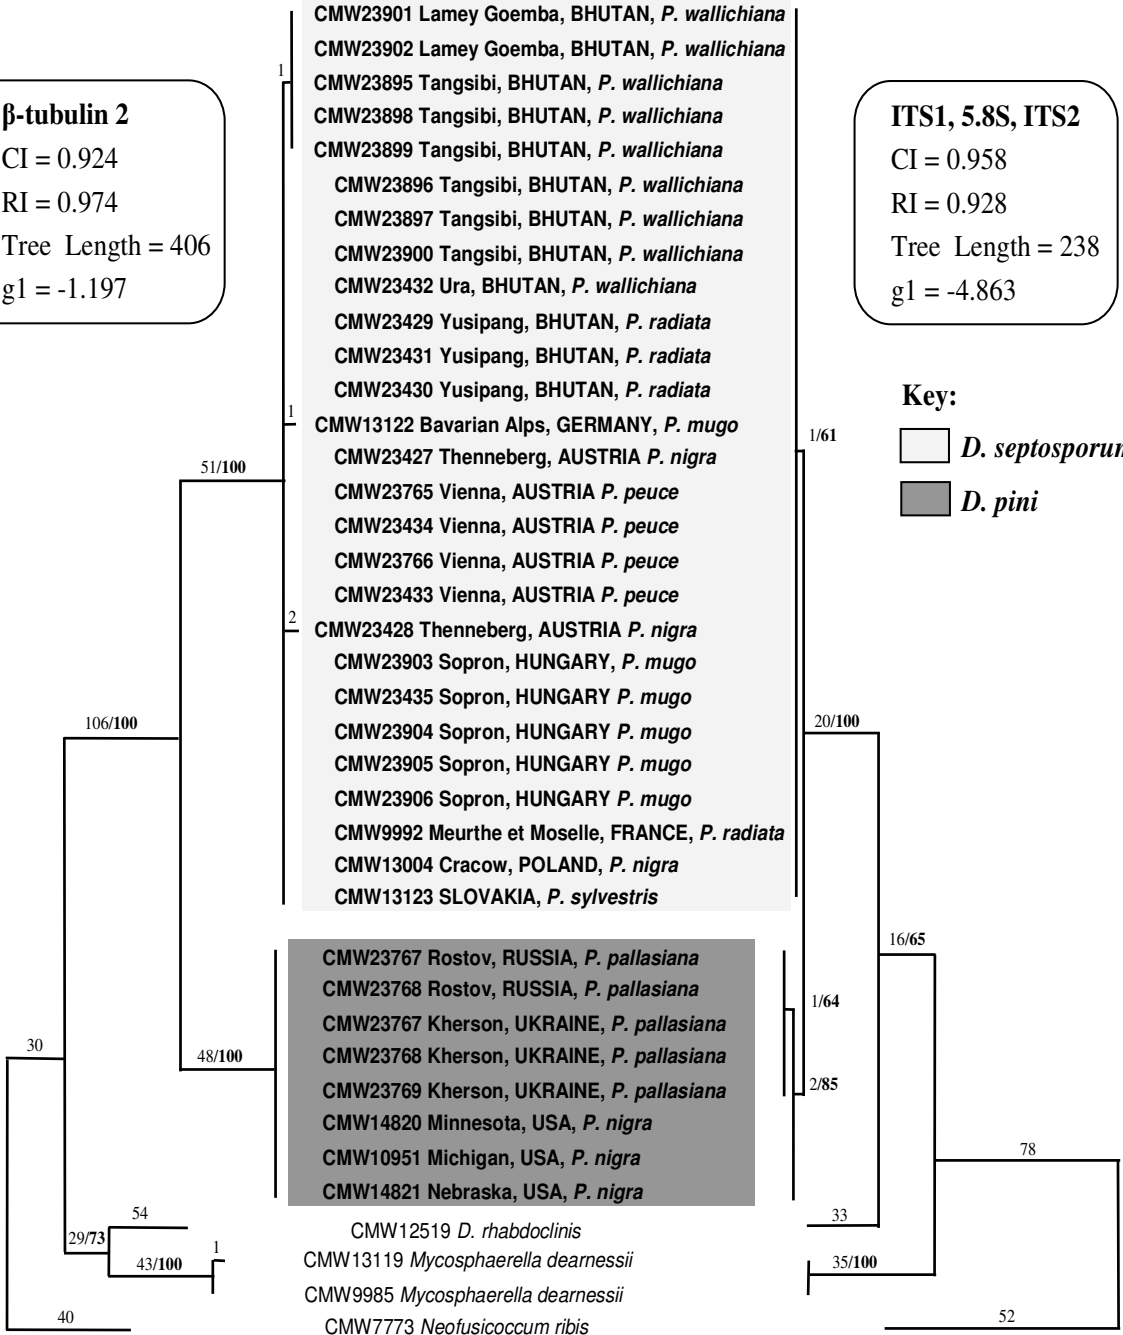 β-tubulin 2
CI = 0.924
RI = 0.974
Tree Length = 406
g1 = -1.197
ITS1, 5.8S, ITS2
CI = 0.958
RI = 0.928
Tree Length = 238
g1 = -4.863
Key:
D. septosporum
D. pini
CMW23901 Lamey Goemba, BHUTAN, P. wallichiana
CMW23902 Lamey Goemba, BHUTAN, P. wallichiana
CMW23895 Tangsibi, BHUTAN, P. wallichiana
CMW23898 Tangsibi, BHUTAN, P. wallichiana
CMW23899 Tangsibi, BHUTAN, P. wallichiana
CMW23896 Tangsibi, BHUTAN, P. wallichiana
CMW23897 Tangsibi, BHUTAN, P. wallichiana
CMW23900 Tangsibi, BHUTAN, P. wallichiana
CMW23432 Ura, BHUTAN, P. wallichiana
CMW23429 Yusipang, BHUTAN, P. radiata
CMW23431 Yusipang, BHUTAN, P. radiata
CMW23430 Yusipang, BHUTAN, P. radiata
CMW13122 Bavarian Alps, GERMANY, P. mugo
CMW23427 Thenneberg, AUSTRIA P. nigra
CMW23765 Vienna, AUSTRIA P. peuce
CMW23434 Vienna, AUSTRIA P. peuce
CMW23766 Vienna, AUSTRIA P. peuce
CMW23433 Vienna, AUSTRIA P. peuce
CMW23428 Thenneberg, AUSTRIA P. nigra
CMW23903 Sopron, HUNGARY, P. mugo
CMW23435 Sopron, HUNGARY P. mugo
CMW23904 Sopron, HUNGARY P. mugo
CMW23905 Sopron, HUNGARY P. mugo
CMW23906 Sopron, HUNGARY P. mugo
CMW9992 Meurthe et Moselle, FRANCE, P. radiata
CMW13004 Cracow, POLAND, P. nigra
CMW13123 SLOVAKIA, P. sylvestris
CMW23767 Rostov, RUSSIA, P. pallasiana
CMW23768 Rostov, RUSSIA, P. pallasiana
CMW23767 Kherson, UKRAINE, P. pallasiana
CMW23768 Kherson, UKRAINE, P. pallasiana
CMW23769 Kherson, UKRAINE, P. pallasiana
CMW14820 Minnesota, USA, P. nigra
CMW10951 Michigan, USA, P. nigra
CMW14821 Nebraska, USA, P. nigra
CMW12519 D. rhabdoclinis
CMW13119 Mycosphaerella dearnessii
CMW9985 Mycosphaerella dearnessii
CMW7773 Neofusicoccum ribis
1
1
51/100
2
106/100
30
48/100
54
29/73
1
43/100
40
1/61
20/100
16/65
1/64
2/85
78
33
35/100
52